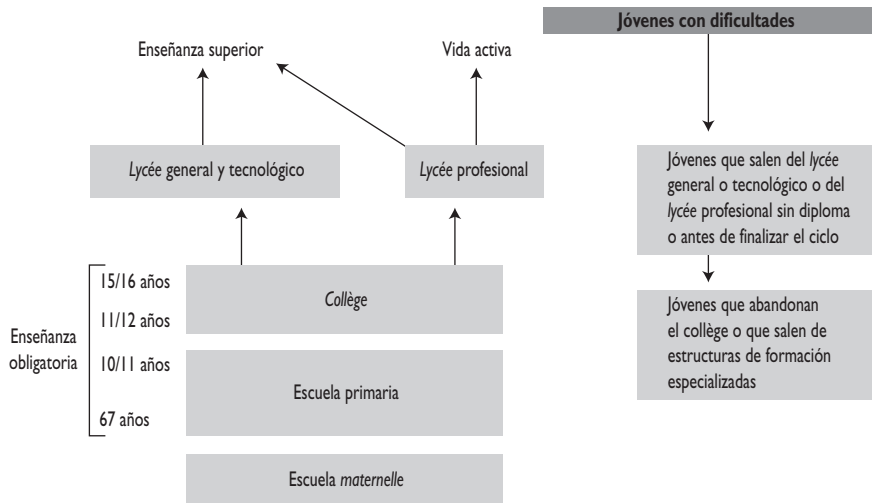 Jóvenes con dificultades
Enseñanza superior
Vida activa
Lycée general y tecnológico
Lycée profesional
Jóvenes que salen del lycée
general o tecnológico o del
lycée profesional sin diploma
o antes de finalizar el ciclo
15/16 años
Collège
11/12 años
Enseñanza
obligatoria
10/11 años
Escuela primaria
67 años
Escuela maternelle
Jóvenes que abandonan
el collège o que salen de
estructuras de formación
especializadas